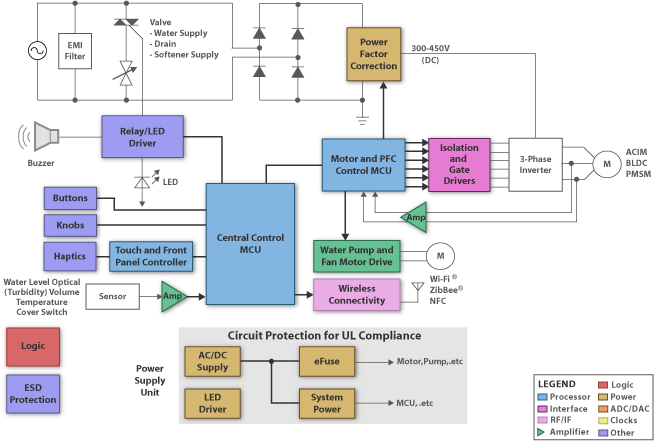 Valve
- Water Supply
- Drain
- Softener Supply
EMI
Filter
Power
Factor
Correction
300-450V
(DC)
Relay/LED
Driver
Buzzer
LED
Motor and PFC
Control MCU
Isolation
and
Gate
Drivers
3-Phase
Inverter
M
ACIM
BLDC
PMSM
Amp
Buttons
Knobs
Haptics
Touch and Front
Panel Controller
Central Control
MCU
Water Pump and
Fan Motor Drive
M
Wireless
Connectivity
Wi-Fi ®
ZibBee®
NFC
Water Level Optical
(Turbidity) Volume
Temperature
Cover Switch
Sensor
Amp
Logic
ESD
Protection
Power
Supply
Unit
Circuit Protection for UL Compliance
AC/DC
Supply
eFuse
Motor,Pump,.etc
LED
Driver
System
Power
MCU,.etc
LEGEND
Processor
Interface
RF/IF
Amplifier
Logic
Power
ADC/DAC
Clocks
Other